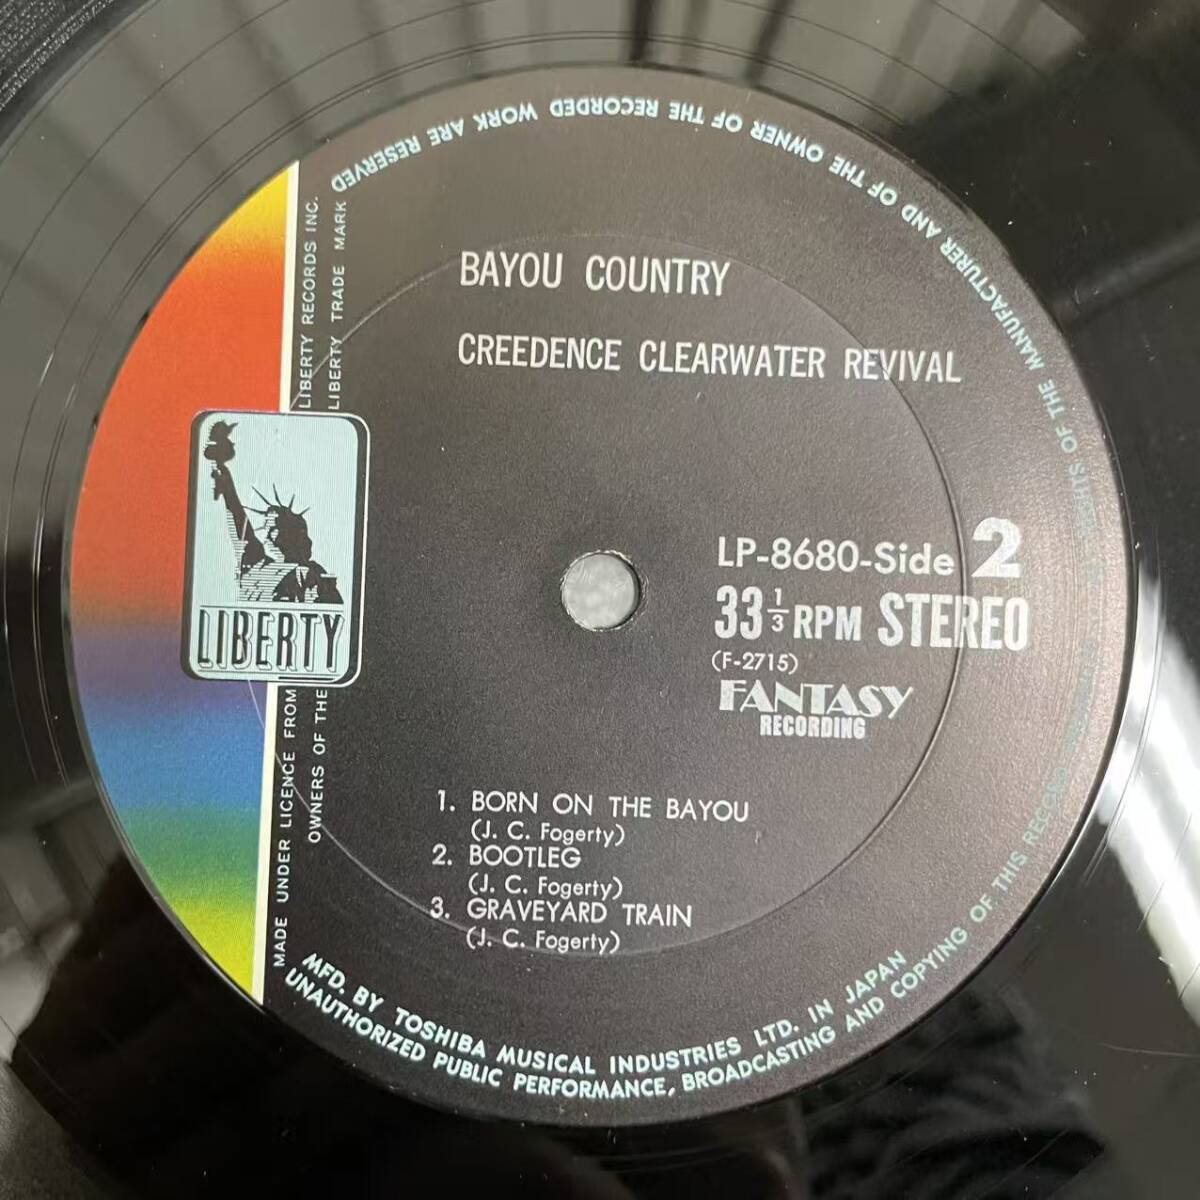 BAYOU COUNTRY
CREEDENCE CLEARWATER REVIVAL
LP-8680-Side 2
33 1/3 RPM STEREO
(F-2715)
FANTASY
RECORDING
1. BORN ON THE BAYOU
(J. C. Fogerty)
2. BOOTLEG
(J. C. Fogerty)
3. GRAVEYARD TRAIN
(J. C. Fogerty)
LIBERTY
MADE UNDER LICENCE FROM LIBERTY RECORDS INC.
OWNERS OF THE LIBERTY TRADE MARK
MFD. BY TOSHIBA MUSICAL INDUSTRIES LTD. IN JAPAN
UNAUTHORIZED PUBLIC PERFORMANCE, BROADCASTING AND COPYING OF THIS RECORD
RIGHTS OF THE MANUFACTURER AND OF THE OWNER OF THE RECORDED WORK ARE RESERVED